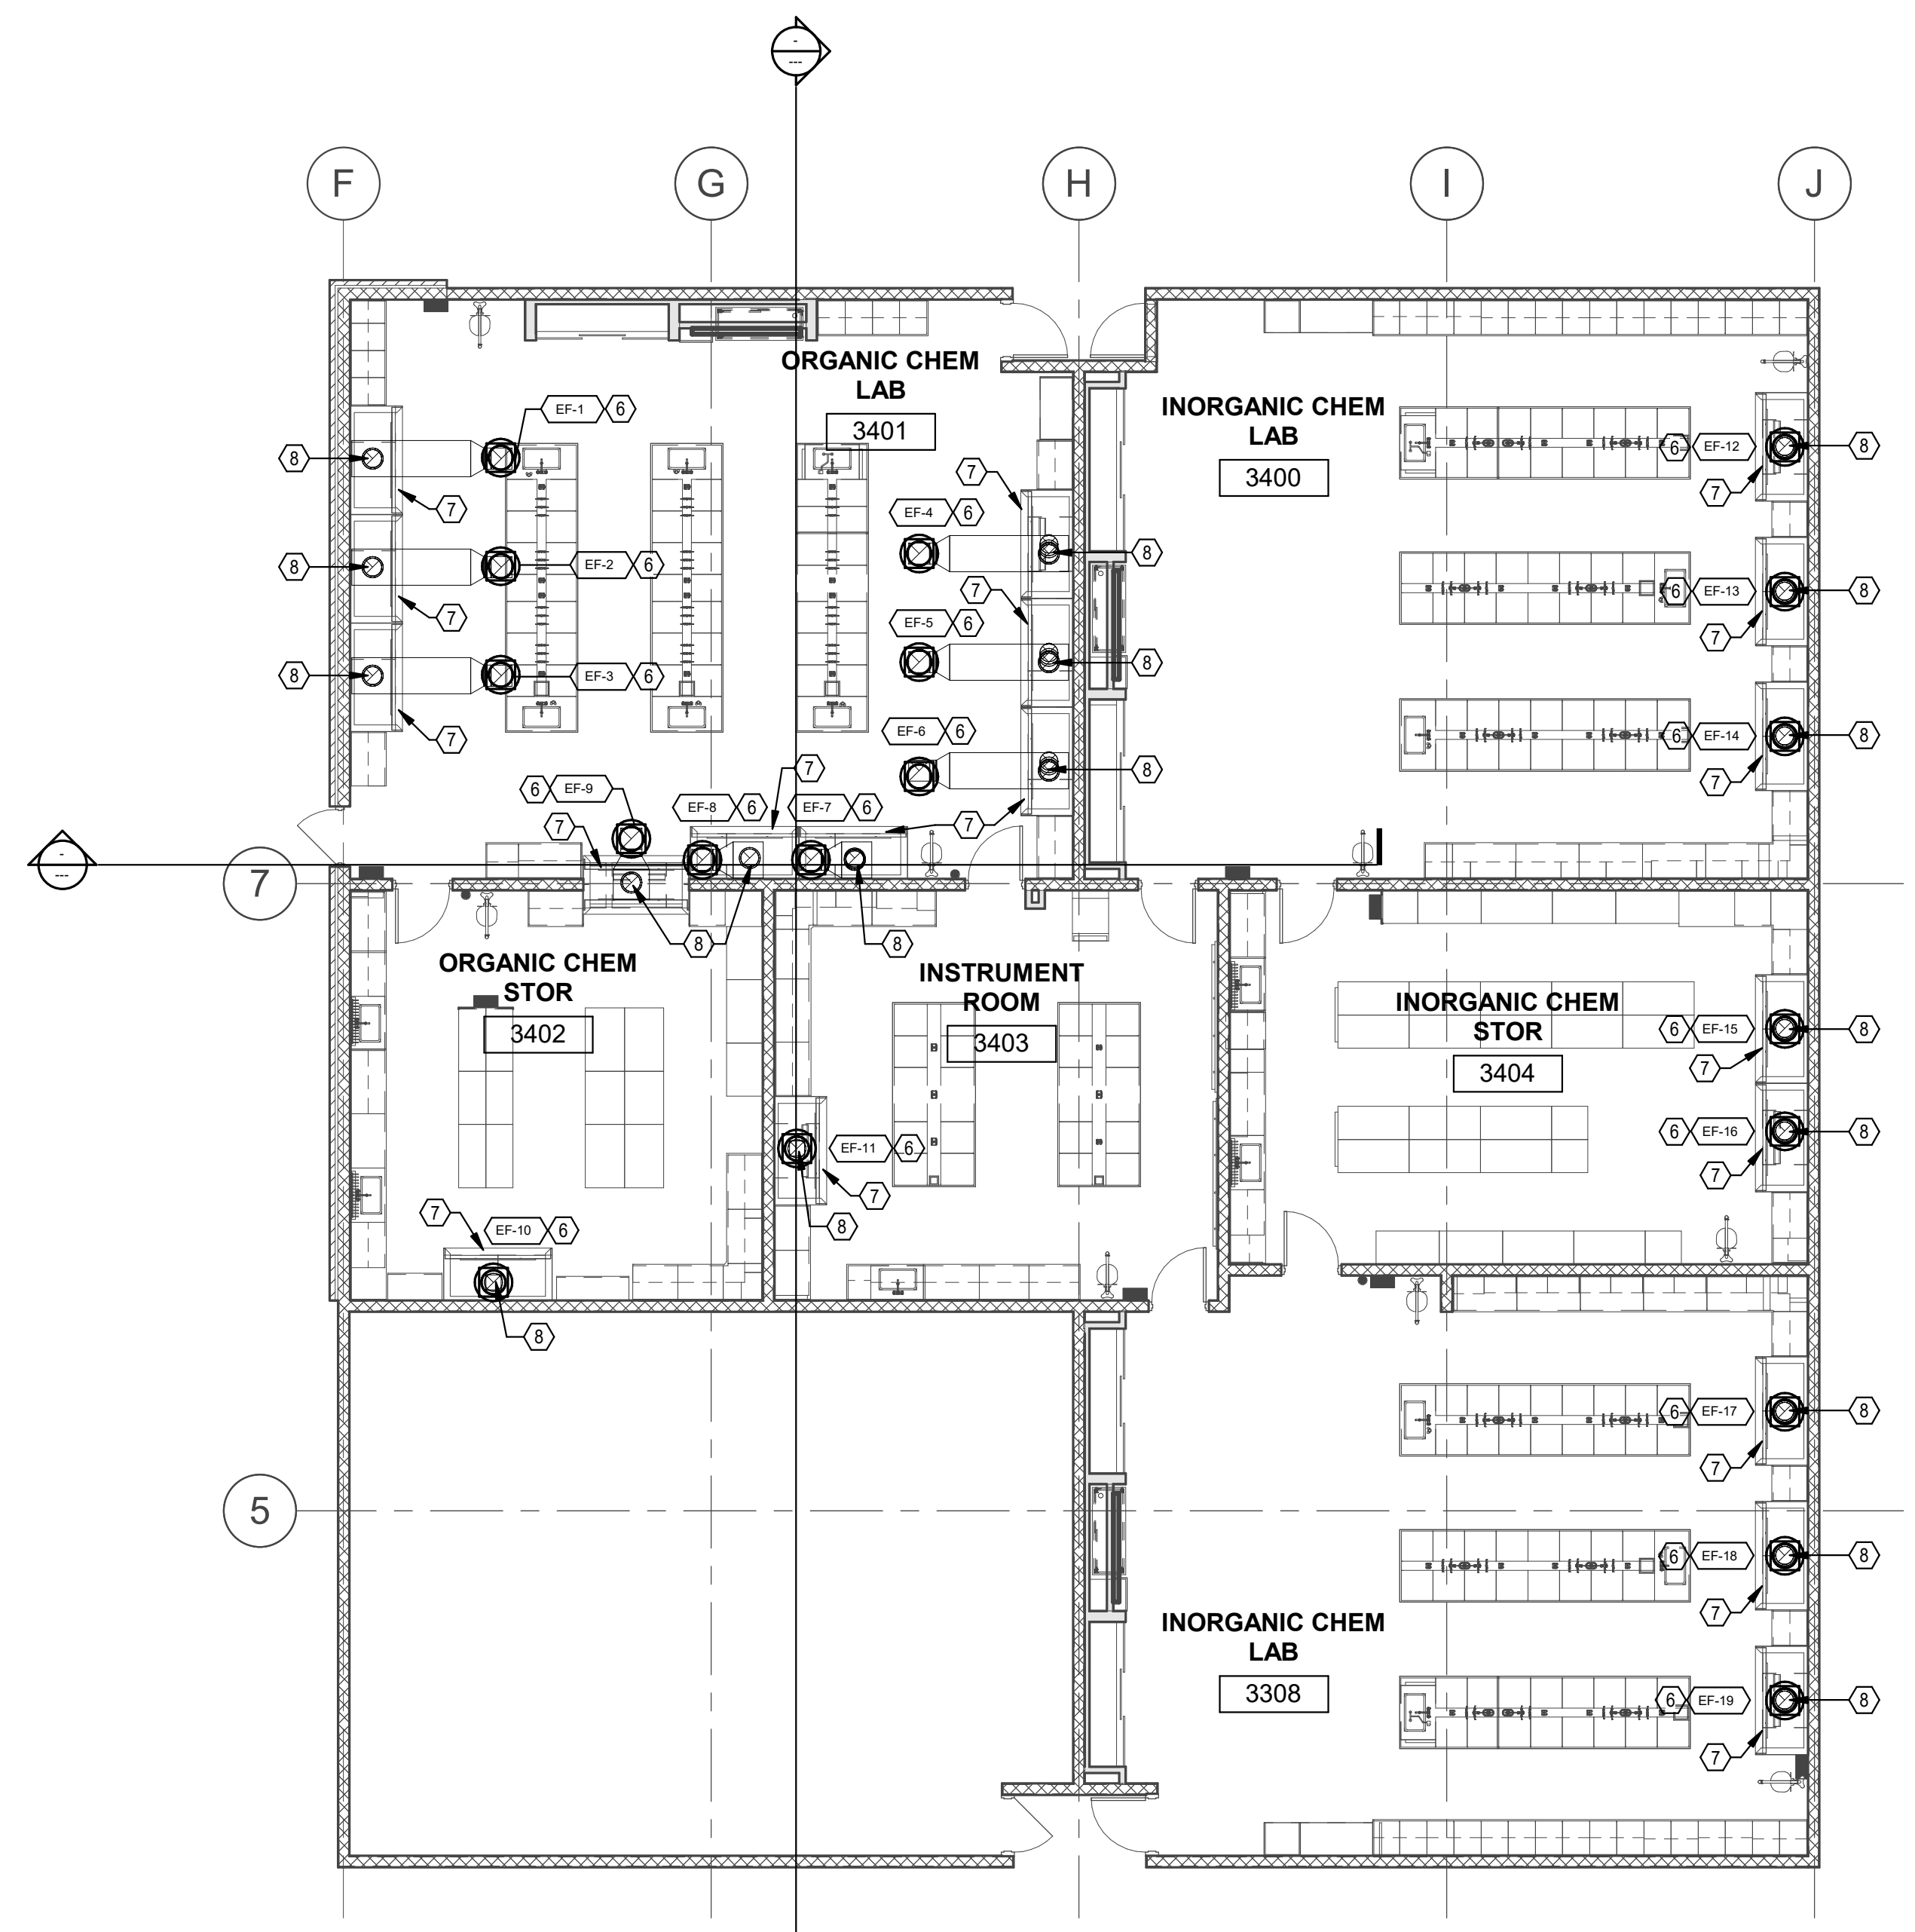 -
---
F
G
H
I
J
ORGANIC CHEM
LAB
3401
INORGANIC CHEM
LAB
3400
EF-1 6
8
7
EF-2 6
8
7
EF-3 6
8
7
7
EF-4 6
8
7
EF-5 6
8
EF-6 6
8
6 EF-12
8
7
6 EF-13
8
7
6 EF-14
8
7
7
6 EF-9
EF-8 6
EF-7 6
7
7
-
---
7
8
8
ORGANIC CHEM
STOR
3402
INSTRUMENT
ROOM
3403
INORGANIC CHEM
STOR
3404
6 EF-15
8
7
6 EF-16
8
7
EF-11 6
7
8
7
EF-10 6
8
5
6 EF-17
8
7
6 EF-18
8
7
INORGANIC CHEM
LAB
3308
6 EF-19
8
7